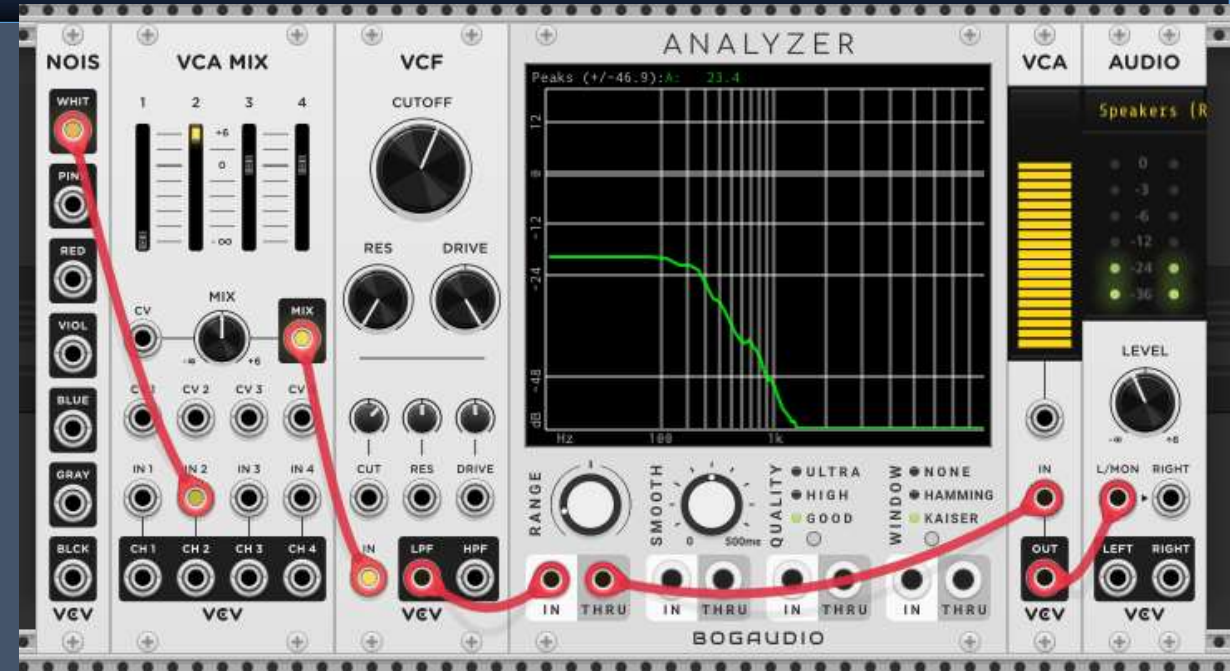 NOIS
WHIT
PINK
RED
VIOL
BLUE
GRAY
BLCK
VCV
VCA MIX
1 2 3 4
+6
0
-∞
CV
MIX
-∞ +6
MIX
CV 2 CV 3
IN 1 IN 2 IN 3 IN 4
CH 1 CH 2 CH 3 CH 4
VCV
VCF
CUTOFF
RES DRIVE
CUT RES DRIVE
IN LPF HPF
VCV
ANALYZER
Peaks (+/-46.9):A: 23.4
12
0
-12
-24
-48
dB
Hz 100 1k
RANGE
SMOOTH
0 500ms
QUALITY
ULTRA
HIGH
GOOD
WINDOW
NONE
HAMMING
KAISER
IN THRU IN THRU IN THRU IN THRU
BOGAUDIO
VCA
IN
OUT
VCV
AUDIO
Speakers (R
0
-3
-6
-12
-24
-36
LEVEL
-∞ +6
L/MON RIGHT
LEFT RIGHT
VCV